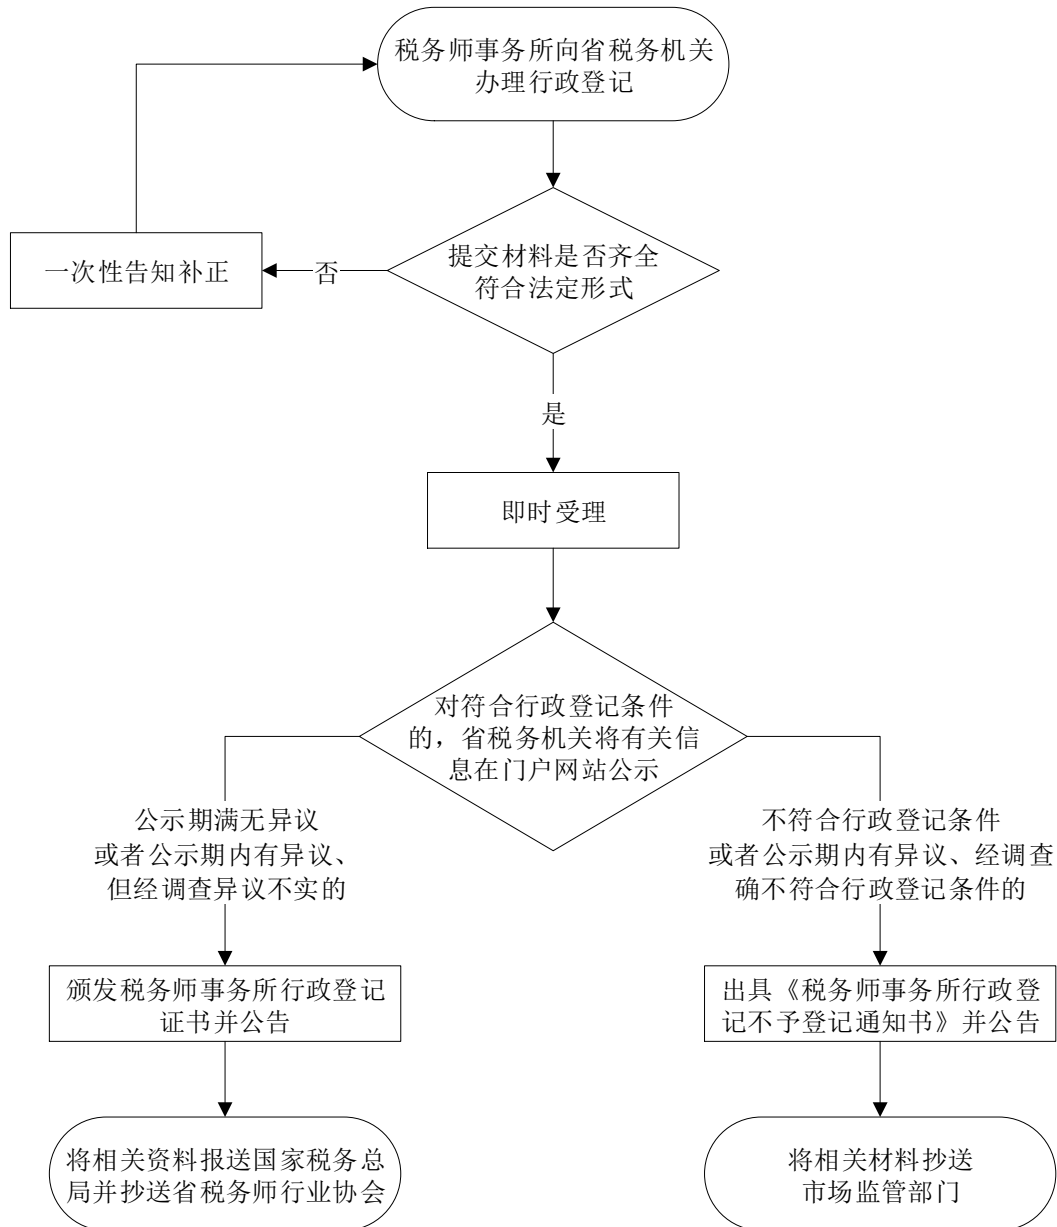 税务师事务所向省税务机关
办理行政登记
提交材料是否齐全
符合法定形式
否
一次性告知补正
是
即时受理
对符合行政登记条件
的，省税务机关将有关信
息在门户网站公示
公示期满无异议
或者公示期内有异议、
但经调查异议不实的
不符合行政登记条件
或者公示期内有异议、经调查
确不符合行政登记条件的
颁发税务师事务所行政登记
证书并公告
出具《税务师事务所行政登
记不予登记通知书》并公告
将相关资料报送国家税务总
局并抄送省税务师行业协会
将相关材料抄送
市场监管部门